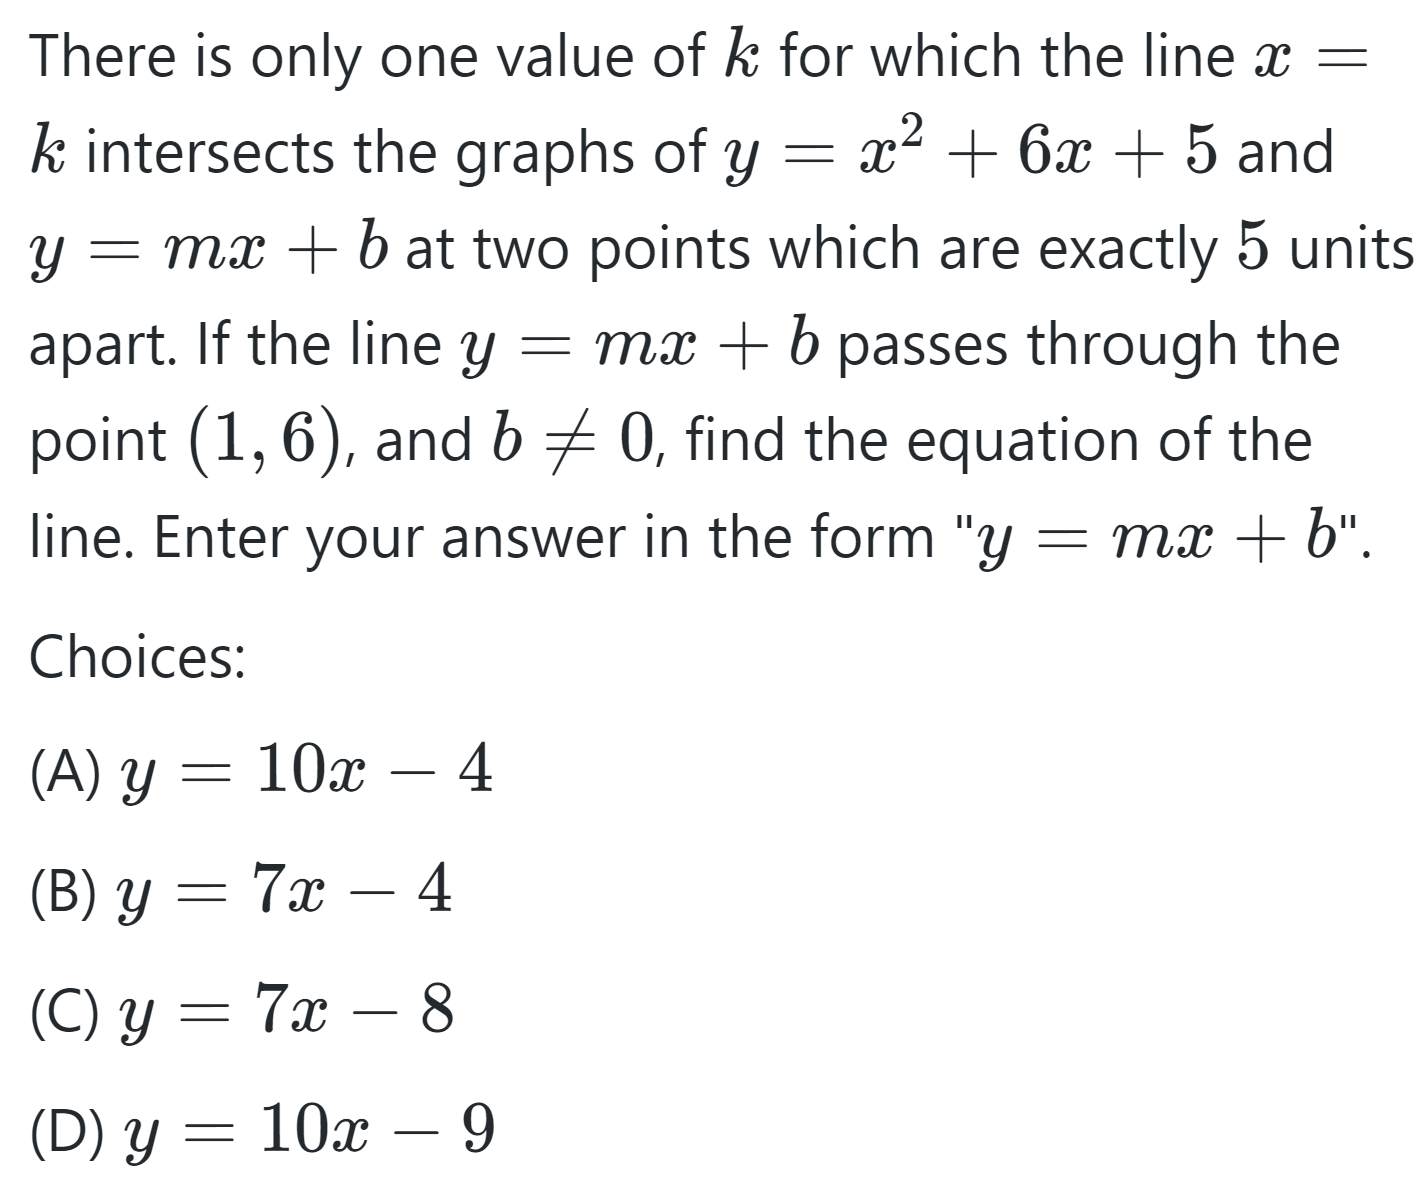 There is only one value of k for which the line x =
k intersects the graphs of y = x² + 6x + 5 and
y = mx + b at two points which are exactly 5 units
apart. If the line y = mx + b passes through the
point (1, 6), and b ≠ 0, find the equation of the
line. Enter your answer in the form "y = mx + b".
Choices:
(A) y = 10x − 4
(B) y = 7x − 4
(C) y = 7x − 8
(D) y = 10x − 9